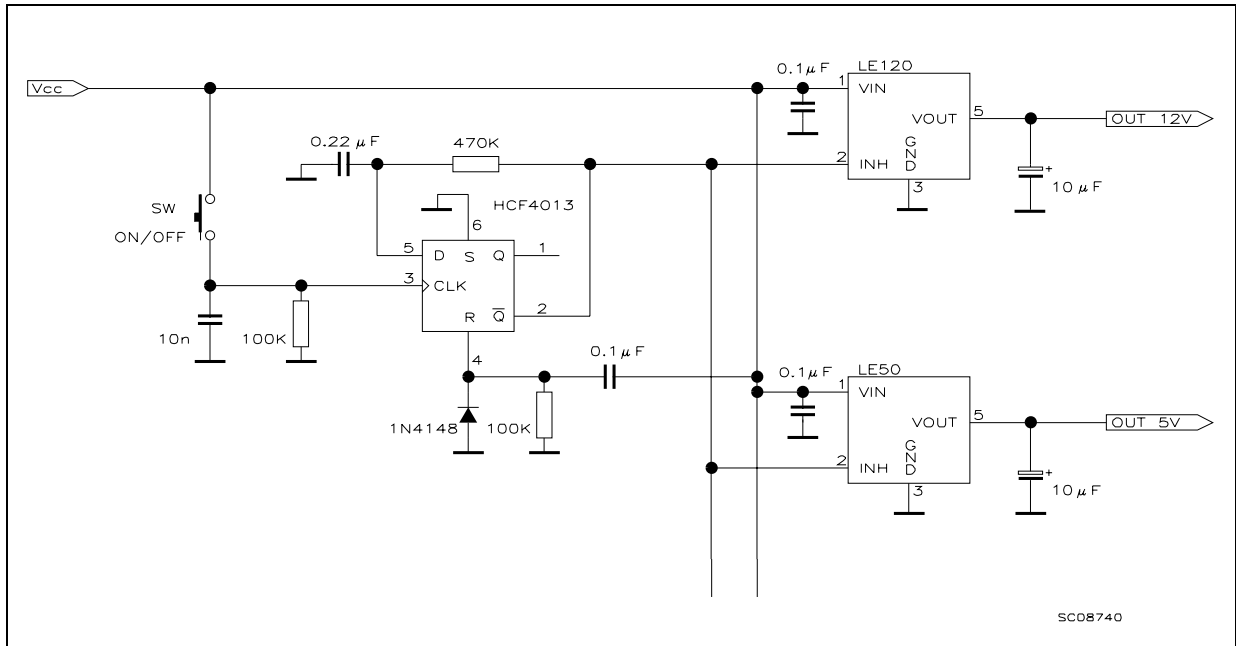 0.1µF
LE120
Vcc
1
VIN
VOUT
5
OUT 12V
GND
2
INH
3
+
10µF
0.22µF
470K
HCF4013
SW
ON/OFF
6
5
D
S
Q
1
3
CLK
R
Q̅
2
4
10n
100K
0.1µF
1N4148
100K
0.1µF
LE50
1
VIN
VOUT
5
OUT 5V
GND
2
INH
3
+
10µF
SC08740